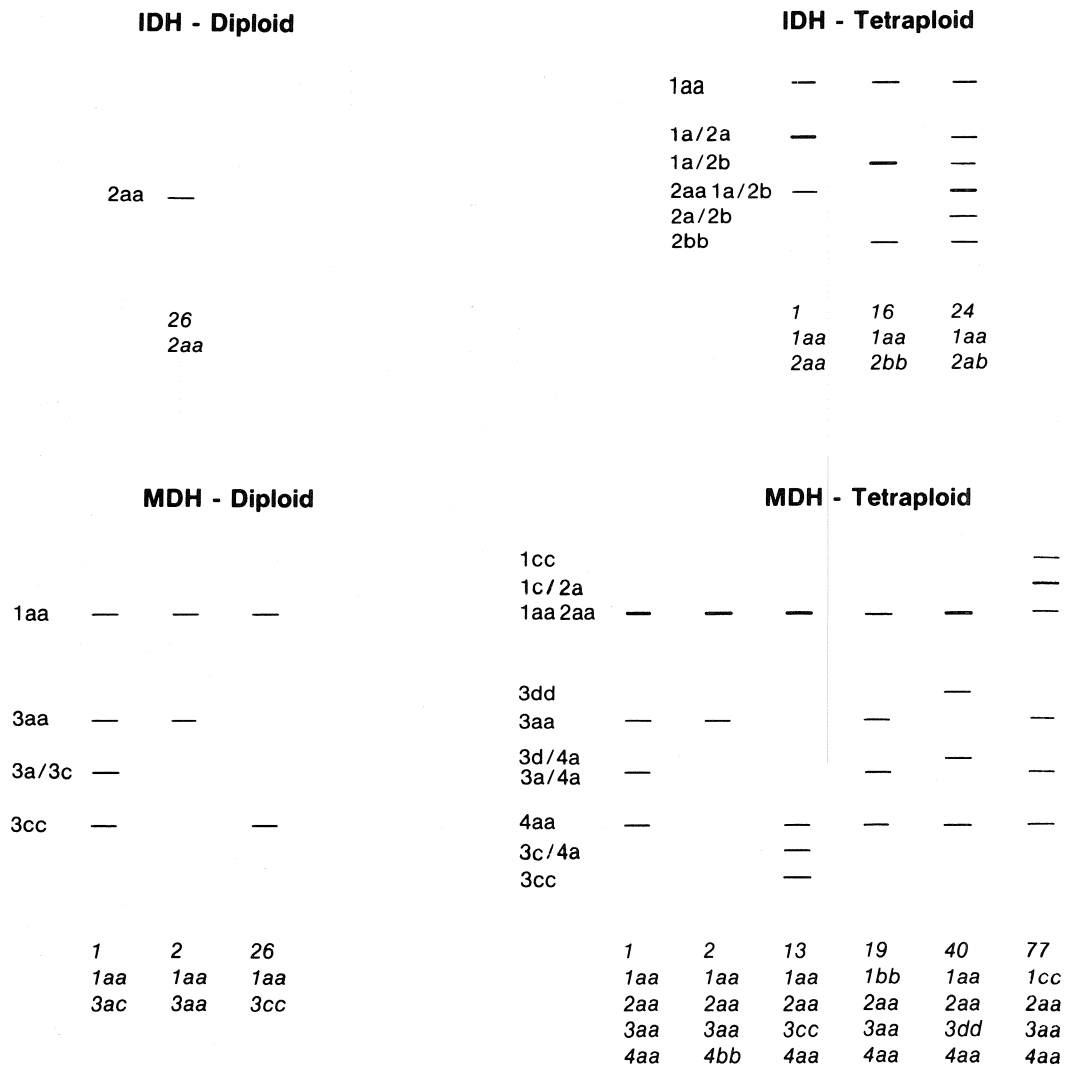 IDH - Diploid
2aa
26
2aa
IDH - Tetraploid
1aa
1a/2a
1a/2b
2aa 1a/2b
2a/2b
2bb
1 16 24
1aa 1aa 1aa
2aa 2bb 2ab
MDH - Diploid
1aa
3aa
3a/3c
3cc
1 2 26
1aa 1aa 1aa
3ac 3aa 3cc
MDH - Tetraploid
1cc
1c/2a
1aa 2aa
3dd
3aa
3d/4a
3a/4a
4aa
3c/4a
3cc
1 2 13 19 40 77
1aa 1aa 1aa 1bb 1aa 1cc
2aa 2aa 2aa 2aa 2aa 2aa
3aa 3aa 3cc 3aa 3dd 3aa
4aa 4bb 4aa 4aa 4aa 4aa